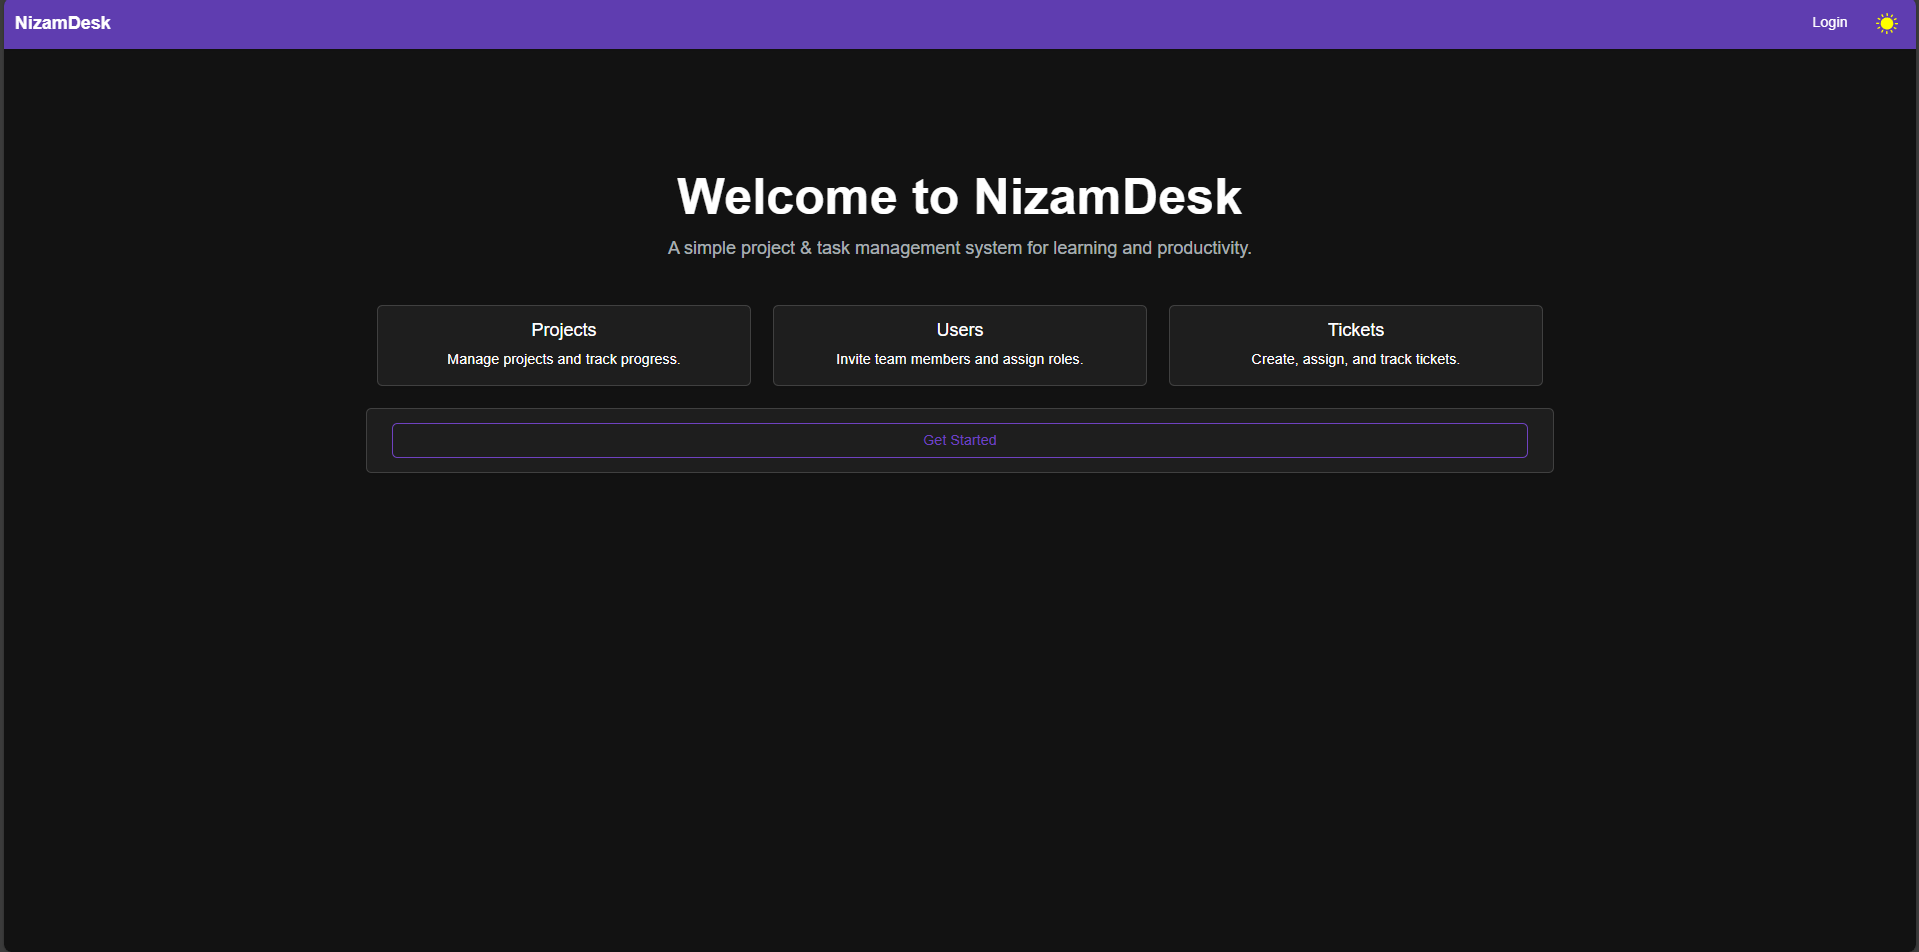 NizamDesk
Login
Welcome to NizamDesk
A simple project & task management system for learning and productivity.
Projects
Manage projects and track progress.
Users
Invite team members and assign roles.
Tickets
Create, assign, and track tickets.
Get Started